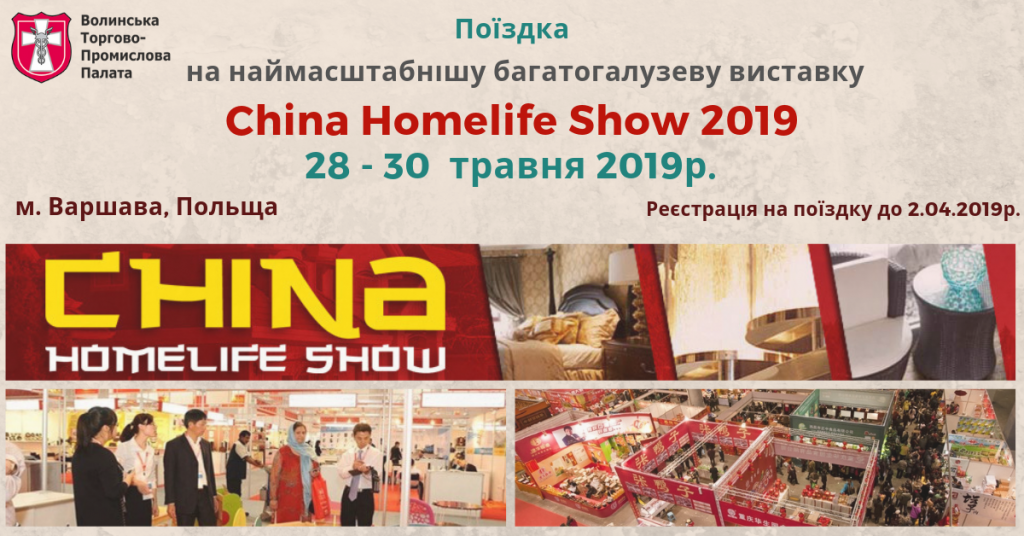 Волинська
Торгово-
Промислова
Палата
Поїздка
на наймасштабнішу багатогалузеву виставку
China Homelife Show 2019
28 - 30 травня 2019р.
м. Варшава, Польща
Реєстрація на поїздку до 2.04.2019р.
CHINA
HOMELIFE SHOW